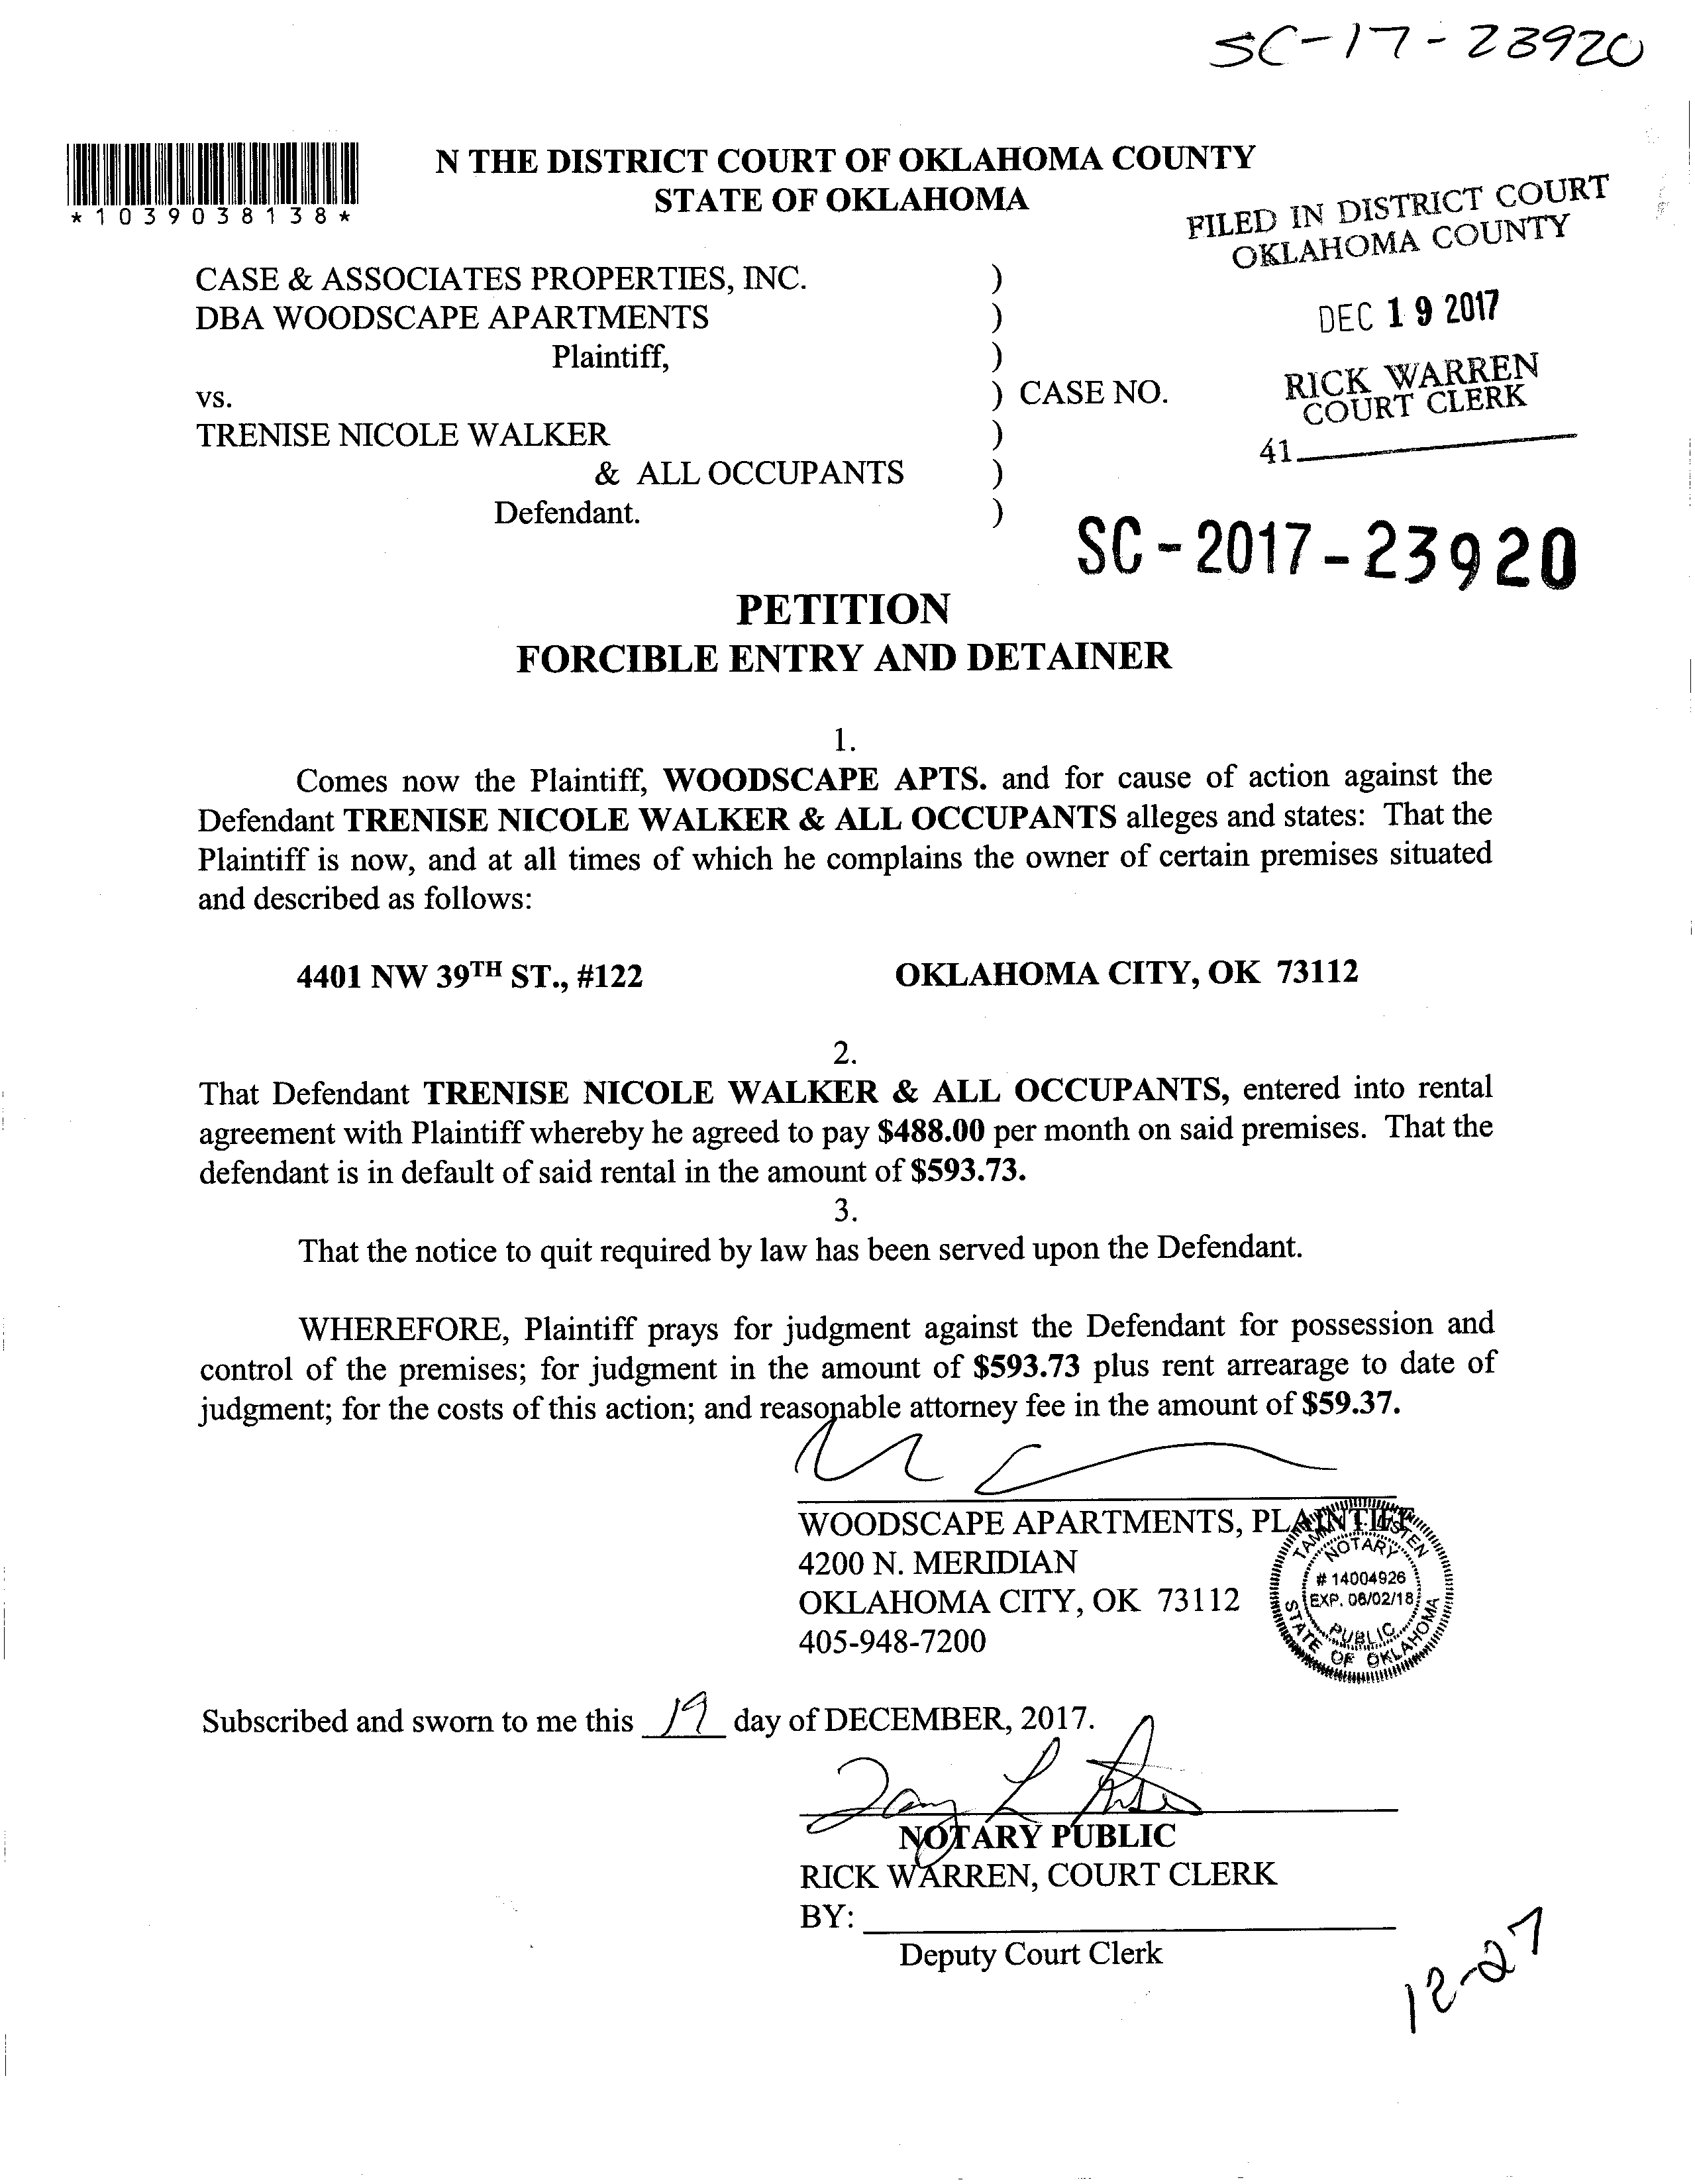 SC-17-23920
*1039038138*
N THE DISTRICT COURT OF OKLAHOMA COUNTY
STATE OF OKLAHOMA
FILED IN DISTRICT COURT
OKLAHOMA COUNTY
DEC 19 2017
RICK WARREN
COURT CLERK
41
CASE & ASSOCIATES PROPERTIES, INC. )
DBA WOODSCAPE APARTMENTS )
Plaintiff, )
vs. ) CASE NO.
TRENISE NICOLE WALKER )
& ALL OCCUPANTS )
Defendant. )
SC-2017-23920
PETITION
FORCIBLE ENTRY AND DETAINER
1.
Comes now the Plaintiff, WOODSCAPE APTS. and for cause of action against the
Defendant TRENISE NICOLE WALKER & ALL OCCUPANTS alleges and states: That the
Plaintiff is now, and at all times of which he complains the owner of certain premises situated
and described as follows:
4401 NW 39TH ST., #122 OKLAHOMA CITY, OK 73112
2.
That Defendant TRENISE NICOLE WALKER & ALL OCCUPANTS, entered into rental
agreement with Plaintiff whereby he agreed to pay $488.00 per month on said premises. That the
defendant is in default of said rental in the amount of $593.73.
3.
That the notice to quit required by law has been served upon the Defendant.
WHEREFORE, Plaintiff prays for judgment against the Defendant for possession and
control of the premises; for judgment in the amount of $593.73 plus rent arrearage to date of
judgment; for the costs of this action; and reasonable attorney fee in the amount of $59.37.
WOODSCAPE APARTMENTS, PLAINTIFF
4200 N. MERIDIAN
OKLAHOMA CITY, OK 73112
405-948-7200
NOTARY
# 14004926
EXP. 06/02/18
PUBLIC
STATE OF OKLAHOMA
Subscribed and sworn to me this 19 day of DECEMBER, 2017.
NOTARY PUBLIC
RICK WARREN, COURT CLERK
BY:
Deputy Court Clerk
12-27